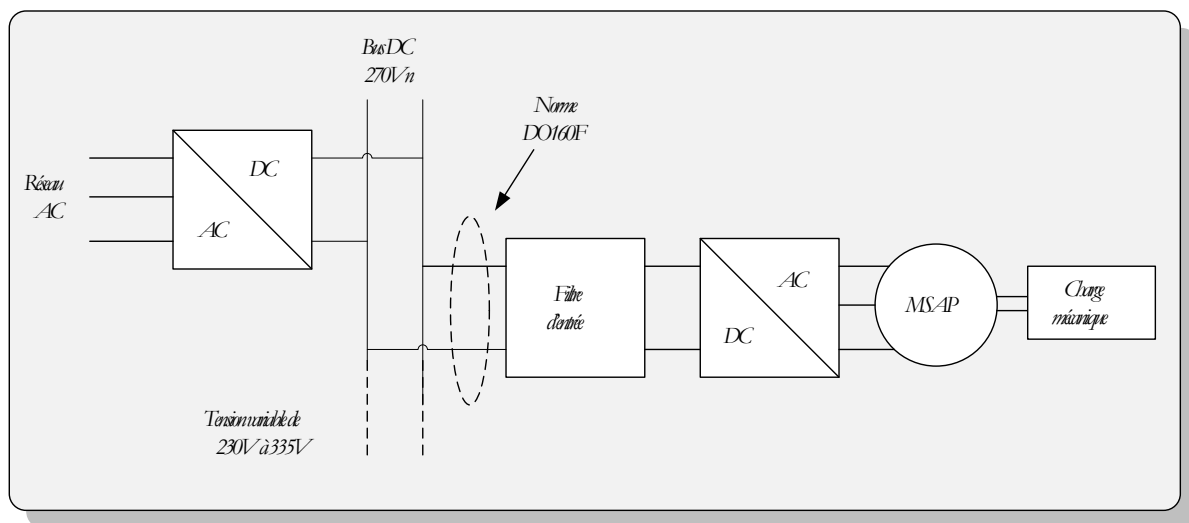 Bus DC
270Vn
Norme
DO160F
Réseau
AC
DC
AC
Filtre
d'entrée
AC
DC
MSAP
Charge
mécanique
Tension variable de
230V à 335V